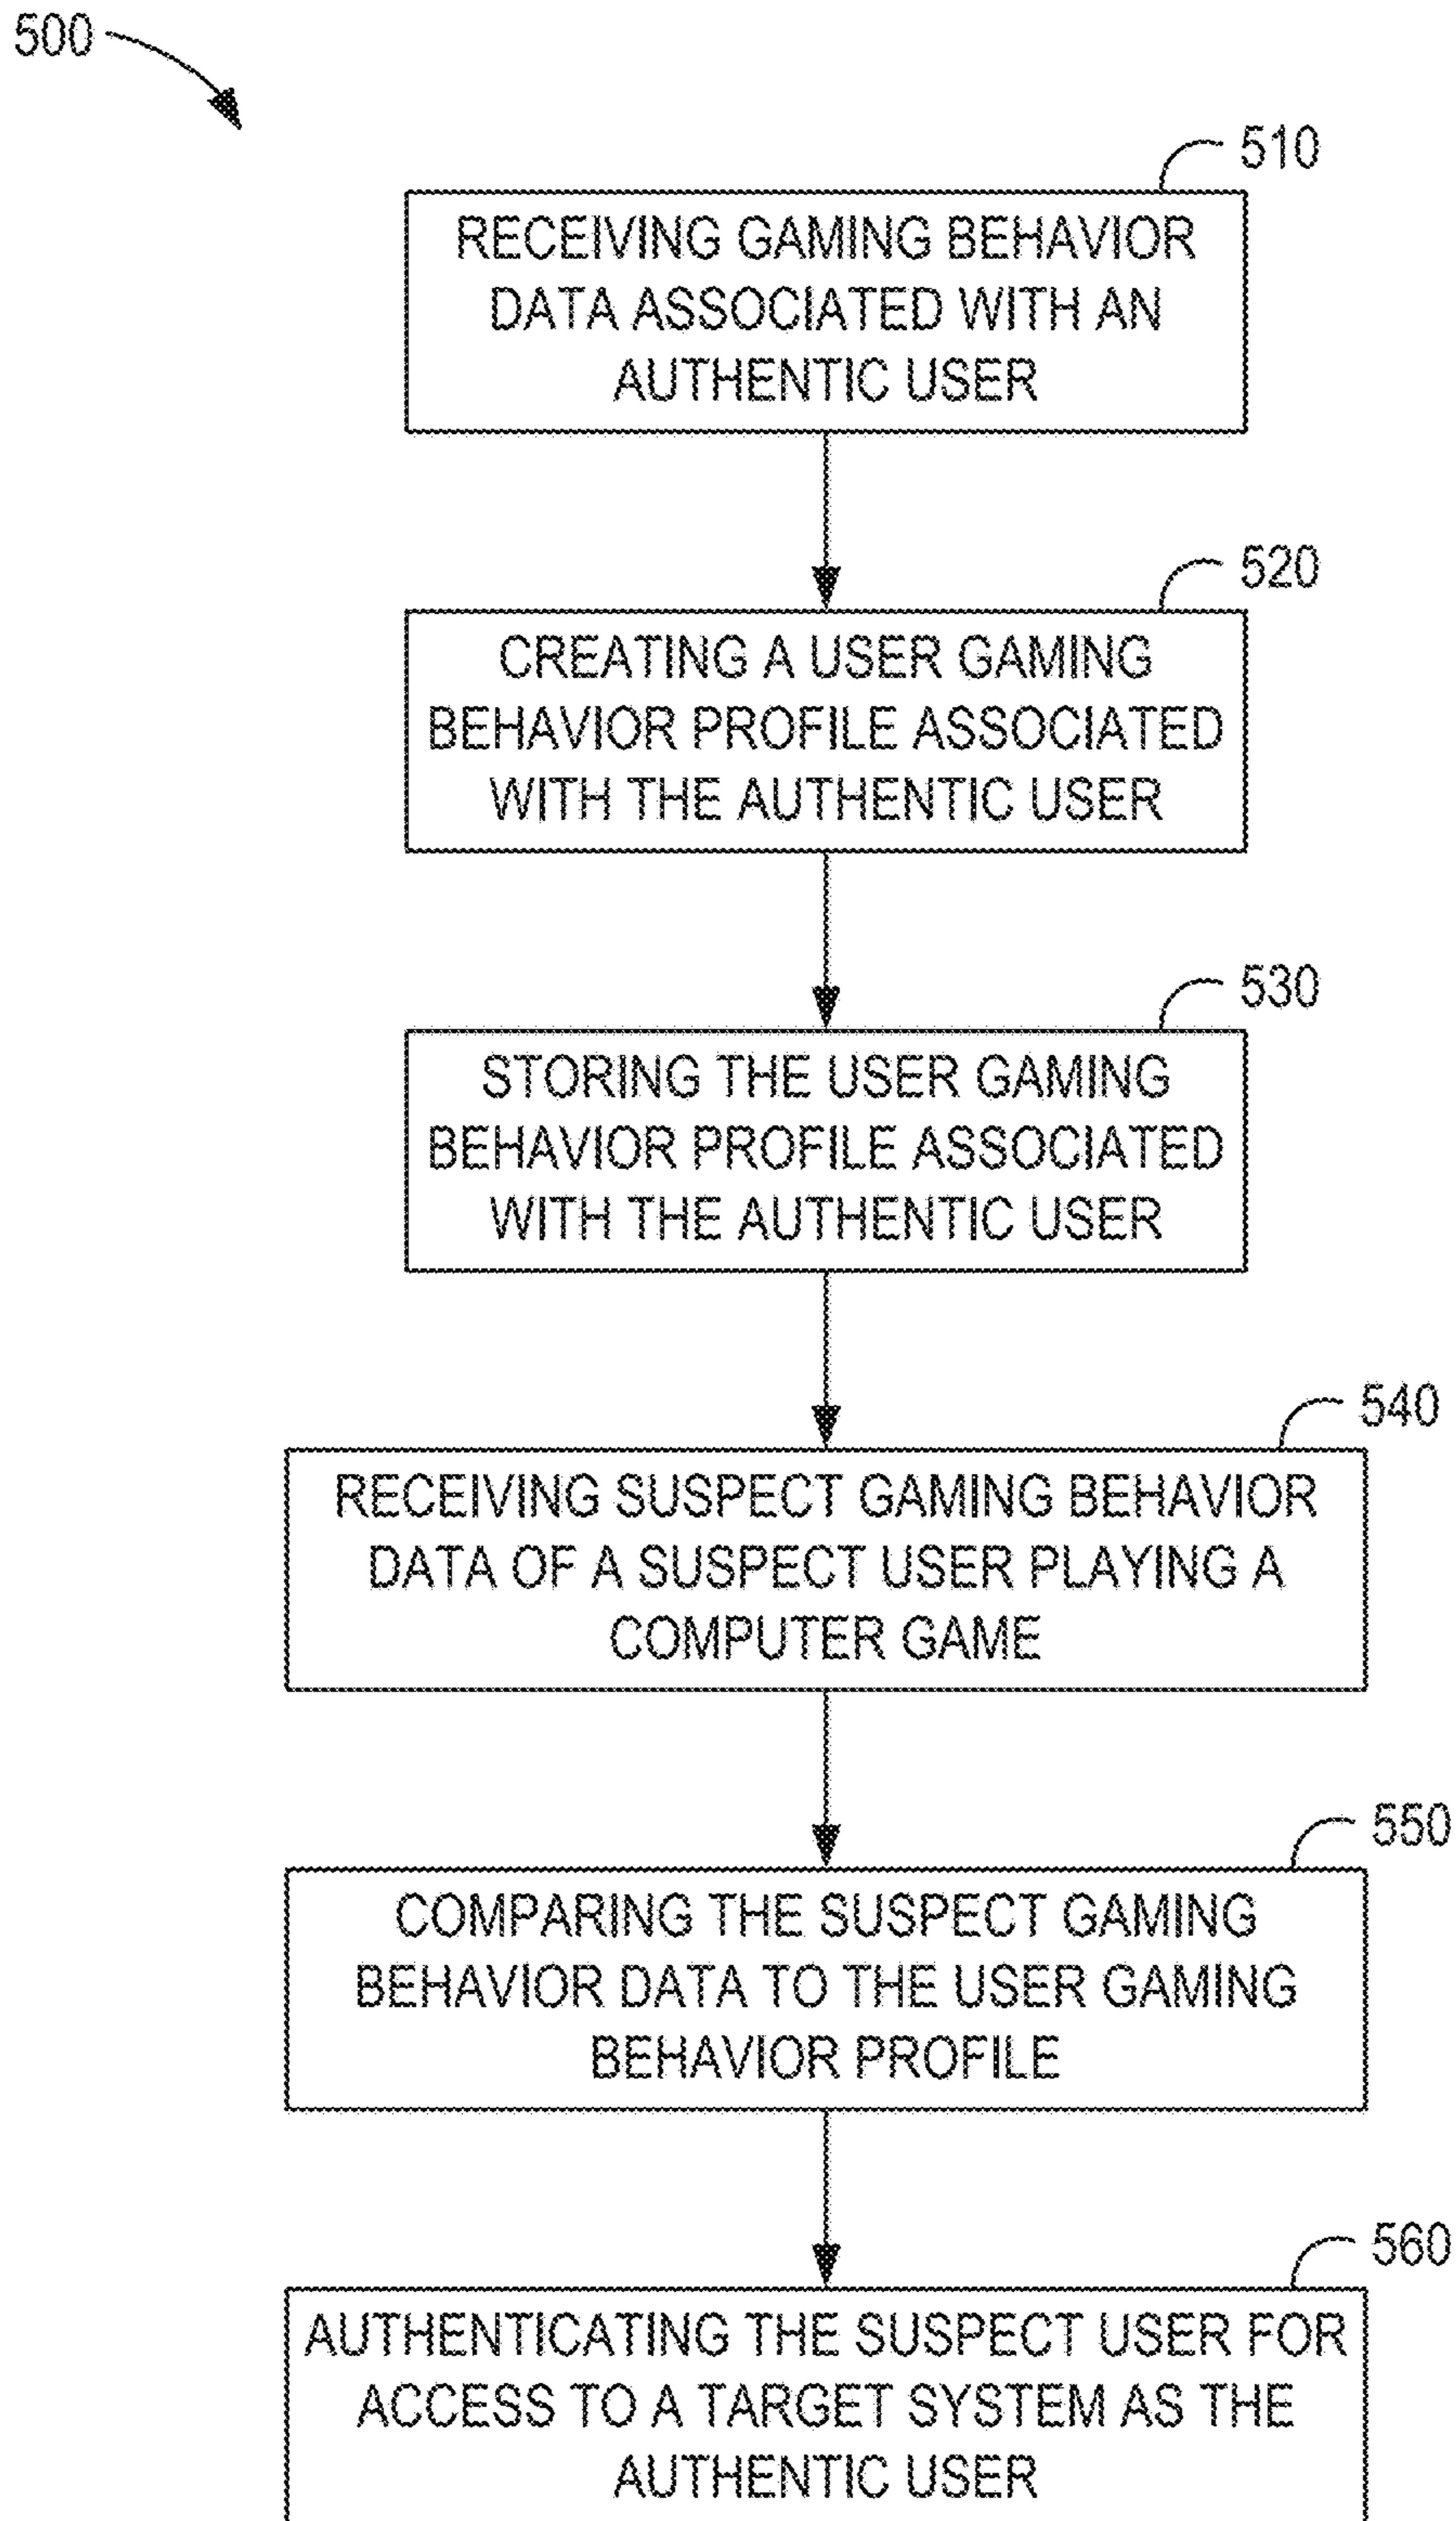 500
510
RECEIVING GAMING BEHAVIOR
DATA ASSOCIATED WITH AN
AUTHENTIC USER
520
CREATING A USER GAMING
BEHAVIOR PROFILE ASSOCIATED
WITH THE AUTHENTIC USER
530
STORING THE USER GAMING
BEHAVIOR PROFILE ASSOCIATED
WITH THE AUTHENTIC USER
540
RECEIVING SUSPECT GAMING BEHAVIOR
DATA OF A SUSPECT USER PLAYING A
COMPUTER GAME
550
COMPARING THE SUSPECT GAMING
BEHAVIOR DATA TO THE USER GAMING
BEHAVIOR PROFILE
560
AUTHENTICATING THE SUSPECT USER FOR
ACCESS TO A TARGET SYSTEM AS THE
AUTHENTIC USER